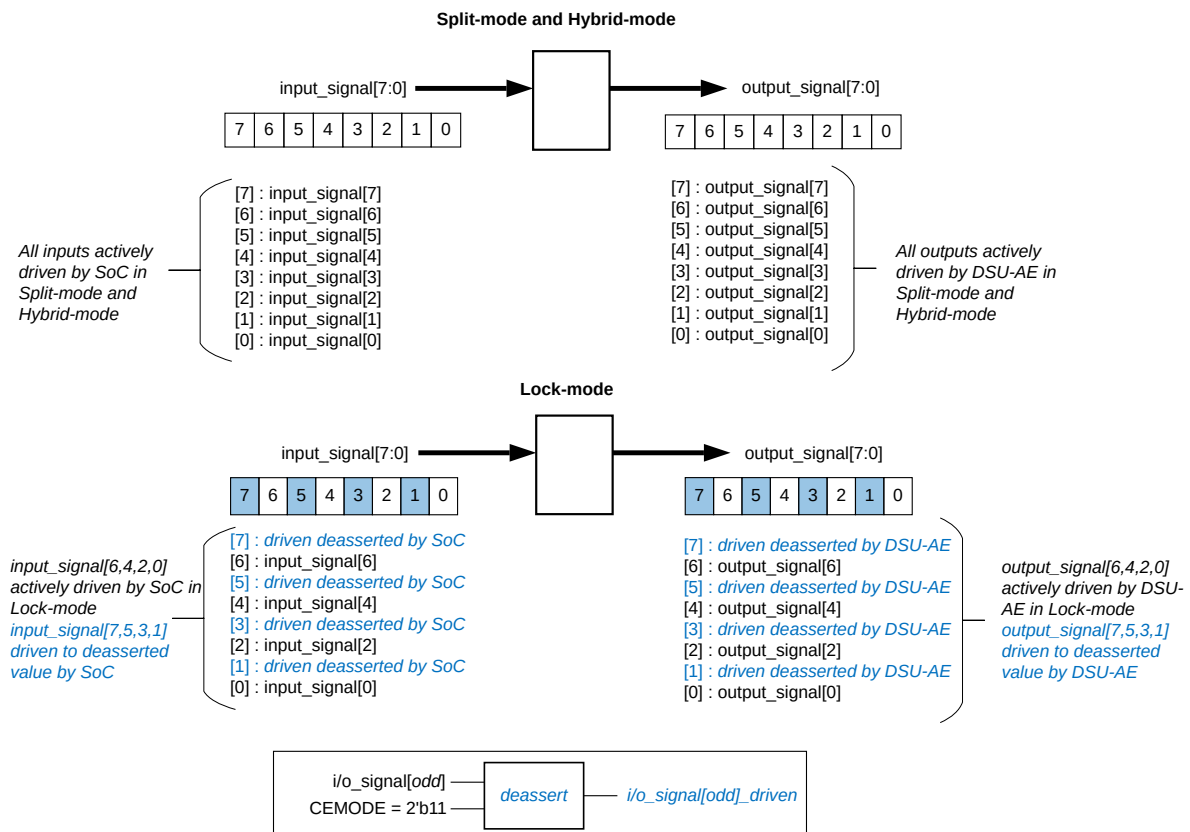 Split-mode and Hybrid-mode
input_signal[7:0]
output_signal[7:0]
7 6 5 4 3 2 1 0
7 6 5 4 3 2 1 0
All inputs actively
driven by SoC in
Split-mode and
Hybrid-mode
[7] : input_signal[7]
[6] : input_signal[6]
[5] : input_signal[5]
[4] : input_signal[4]
[3] : input_signal[3]
[2] : input_signal[2]
[1] : input_signal[1]
[0] : input_signal[0]
[7] : output_signal[7]
[6] : output_signal[6]
[5] : output_signal[5]
[4] : output_signal[4]
[3] : output_signal[3]
[2] : output_signal[2]
[1] : output_signal[1]
[0] : output_signal[0]
All outputs actively
driven by DSU-AE in
Split-mode and
Hybrid-mode
Lock-mode
input_signal[7:0]
output_signal[7:0]
7 6 5 4 3 2 1 0
7 6 5 4 3 2 1 0
input_signal[6,4,2,0]
actively driven by SoC in
Lock-mode
input_signal[7,5,3,1]
driven to deasserted
value by SoC
[7] : driven deasserted by SoC
[6] : input_signal[6]
[5] : driven deasserted by SoC
[4] : input_signal[4]
[3] : driven deasserted by SoC
[2] : input_signal[2]
[1] : driven deasserted by SoC
[0] : input_signal[0]
[7] : driven deasserted by DSU-AE
[6] : output_signal[6]
[5] : driven deasserted by DSU-AE
[4] : output_signal[4]
[3] : driven deasserted by DSU-AE
[2] : output_signal[2]
[1] : driven deasserted by DSU-AE
[0] : output_signal[0]
output_signal[6,4,2,0]
actively driven by DSU-
AE in Lock-mode
output_signal[7,5,3,1]
driven to deasserted
value by DSU-AE
i/o_signal[odd]
CEMODE = 2'b11
deassert
i/o_signal[odd]_driven